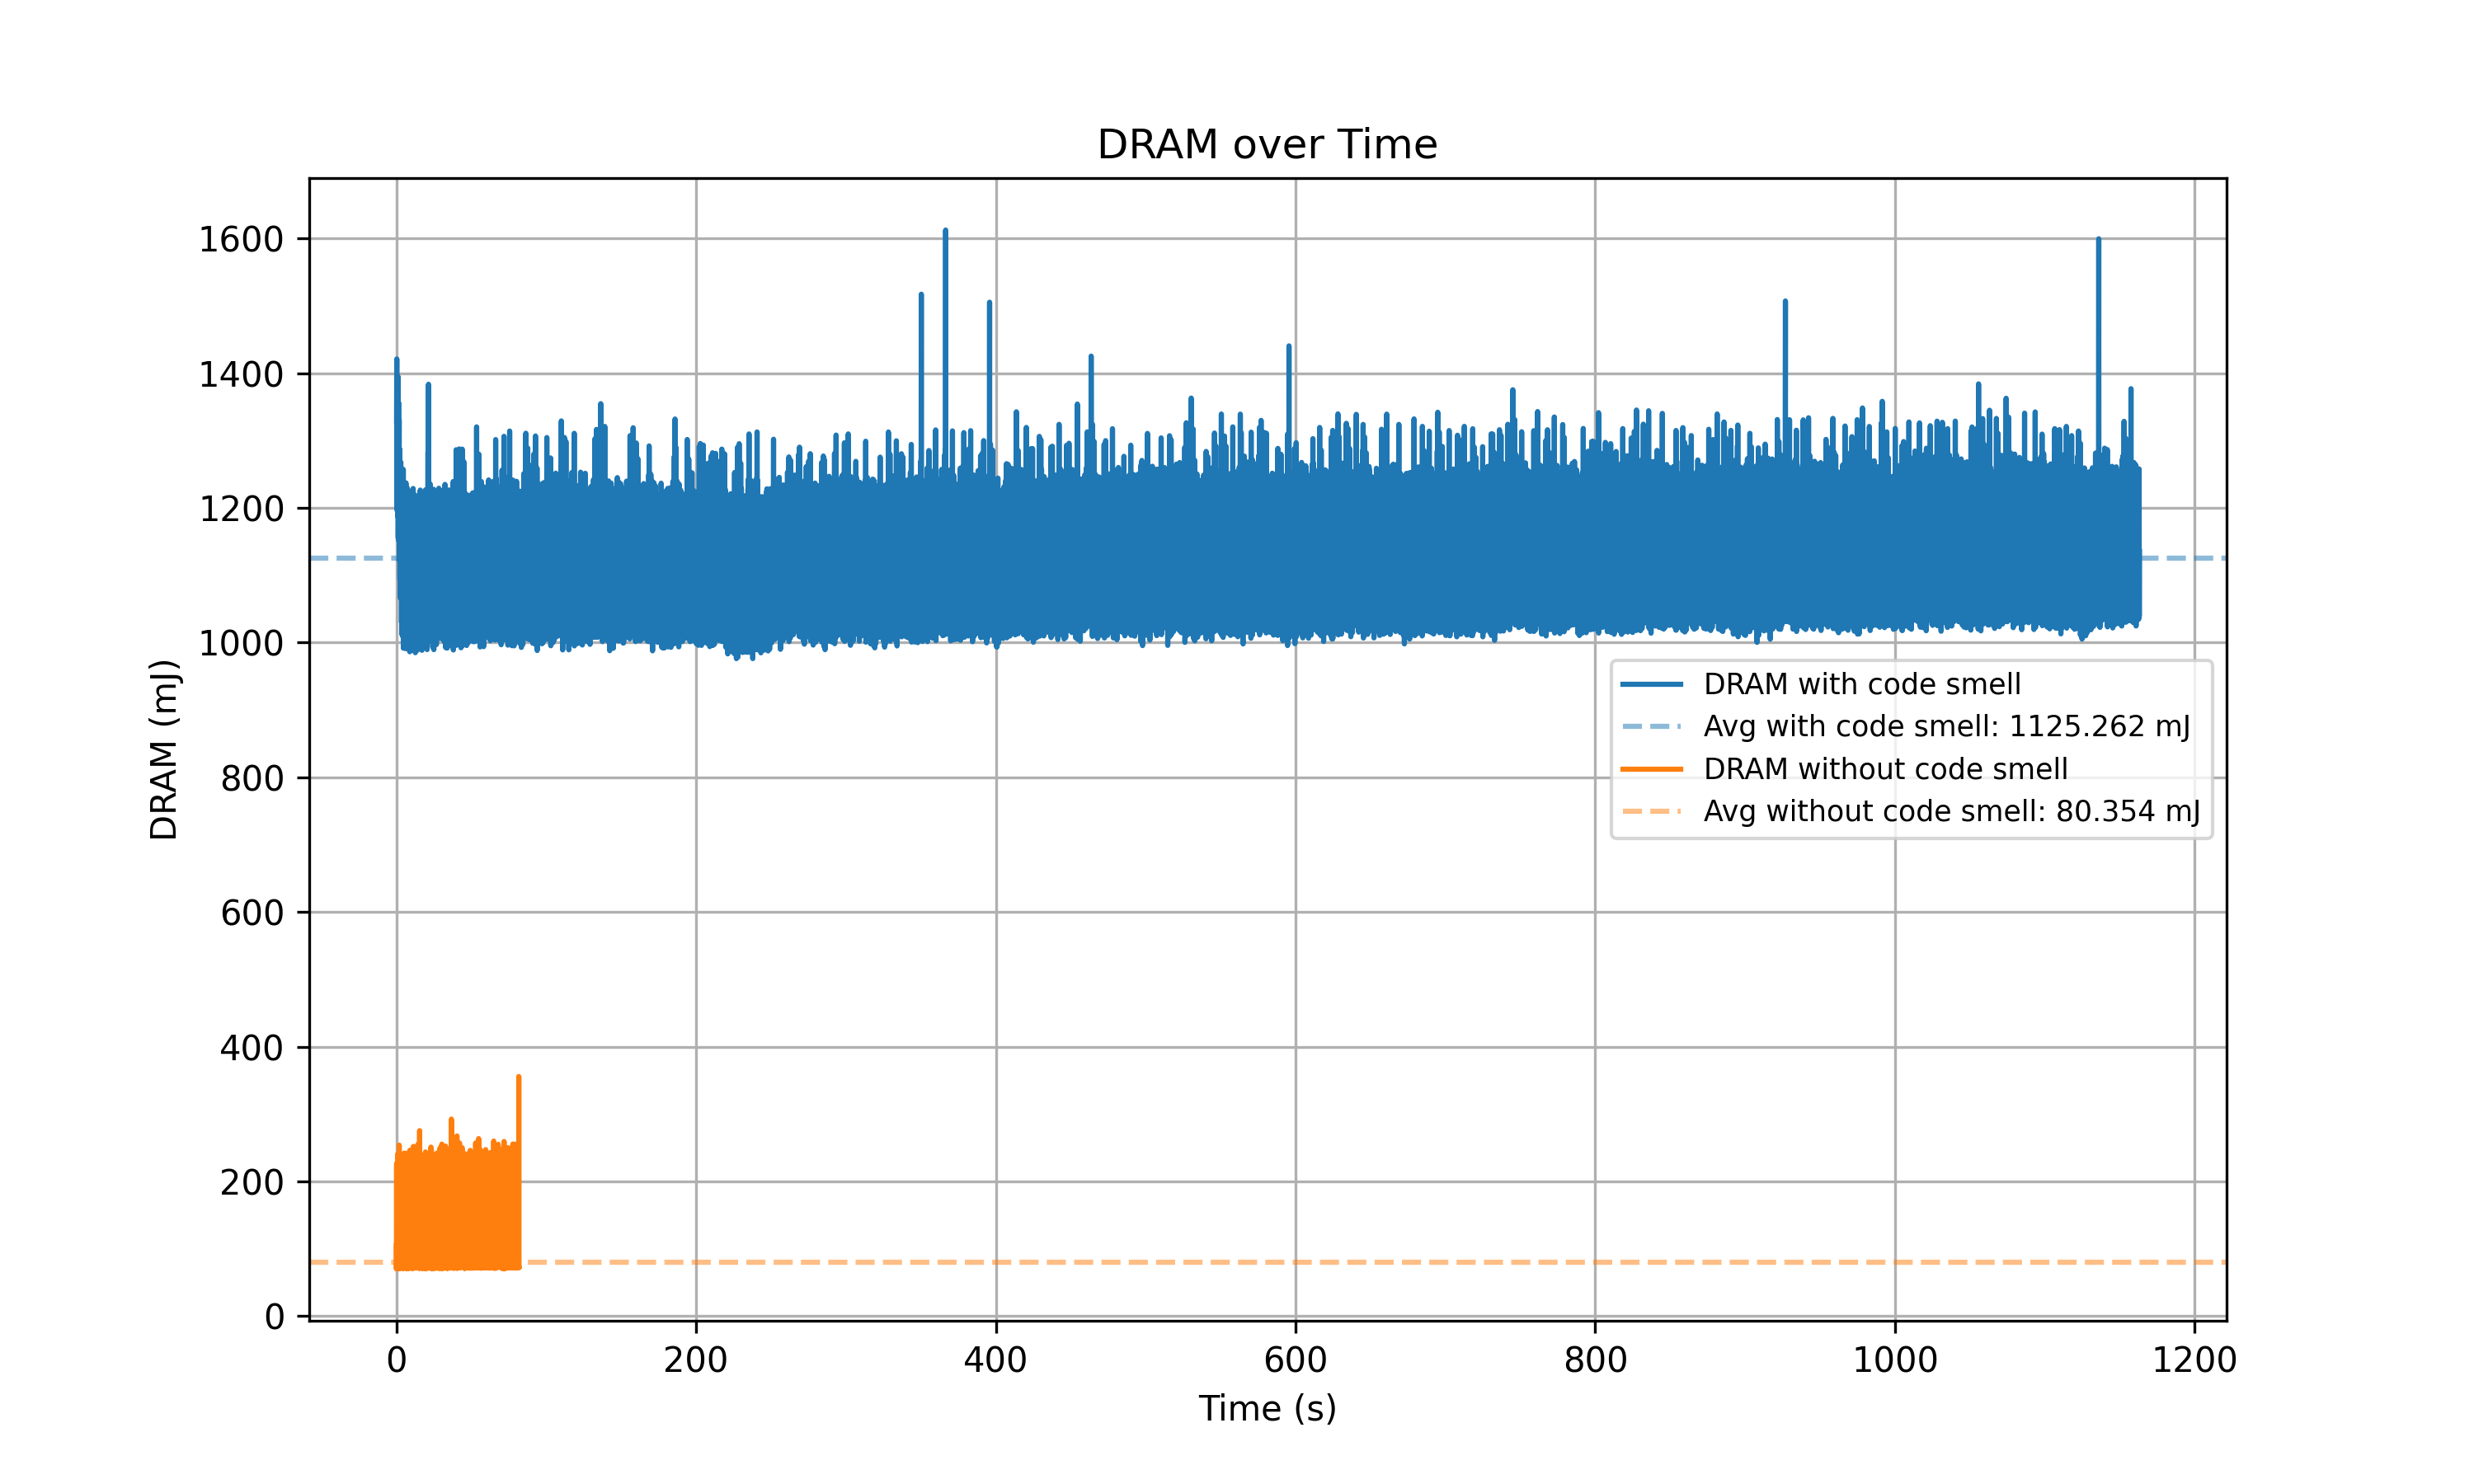 DRAM over Time
1600
1400
1200
1000
800
600
400
200
0
DRAM (mJ)
DRAM with code smell
Avg with code smell: 1125.262 mJ
DRAM without code smell
Avg without code smell: 80.354 mJ
0 200 400 600 800 1000 1200
Time (s)